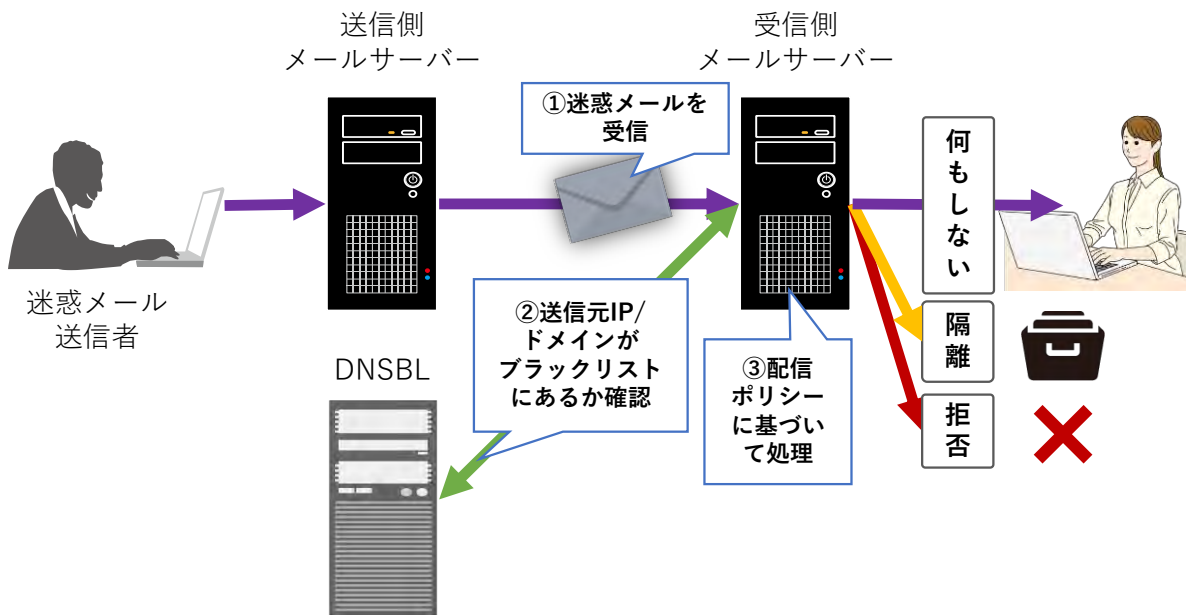 送信側
メールサーバー
受信側
メールサーバー
①迷惑メールを
受信
何もしない
迷惑メール
送信者
②送信元IP/
ドメインが
ブラックリスト
にあるか確認
DNSBL
③配信
ポリシー
に基づい
て処理
隔離
拒否